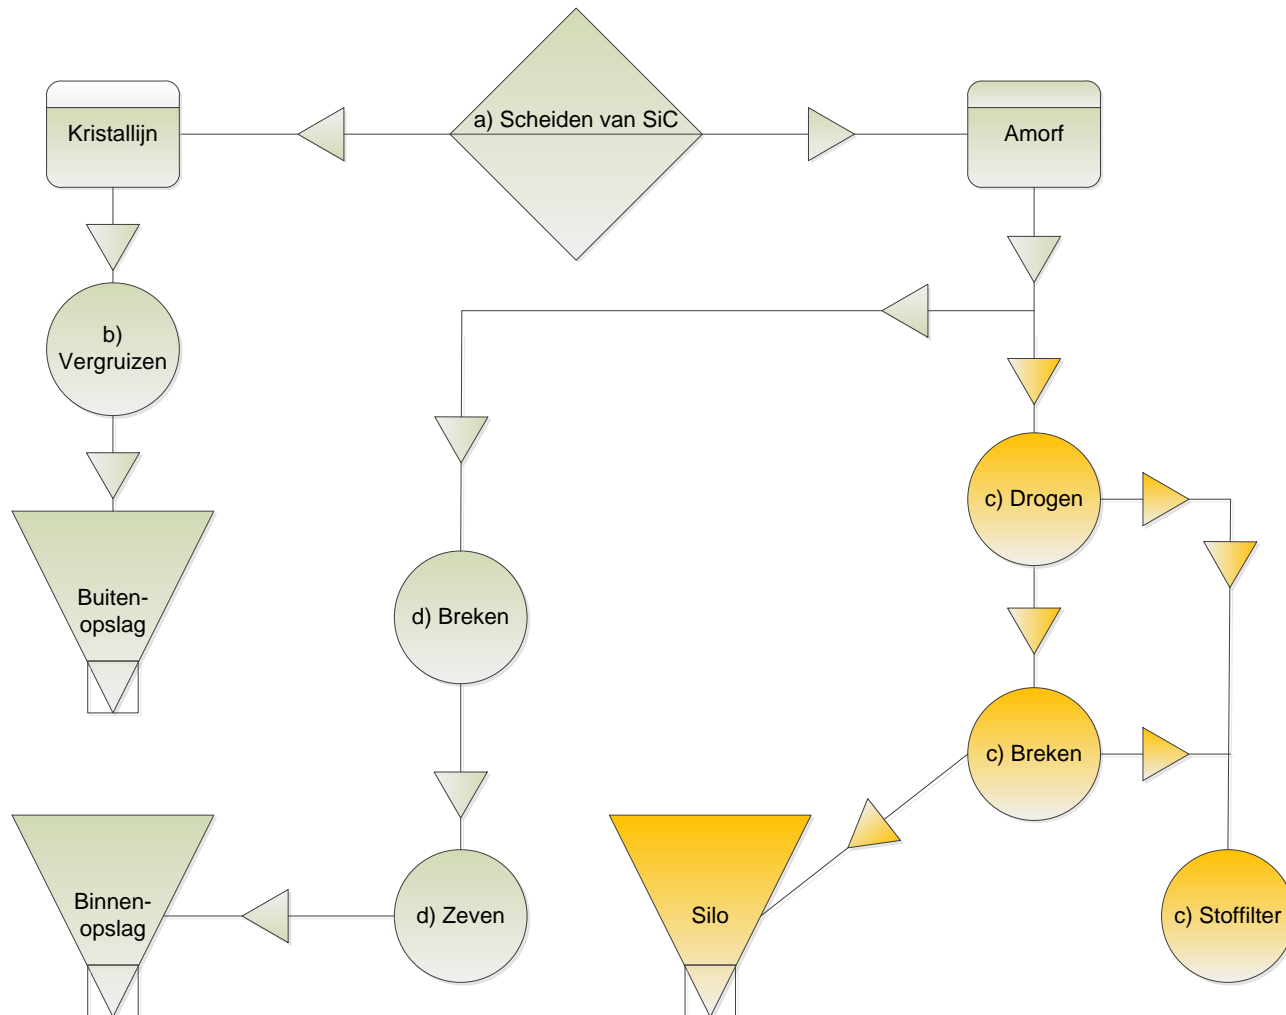 a) Scheiden van SiC
Kristallijn
Amorf
b)
Vergruizen
c) Drogen
Buiten-
opslag
d) Breken
c) Breken
Binnen-
opslag
d) Zeven
Silo
c) Stoffilter